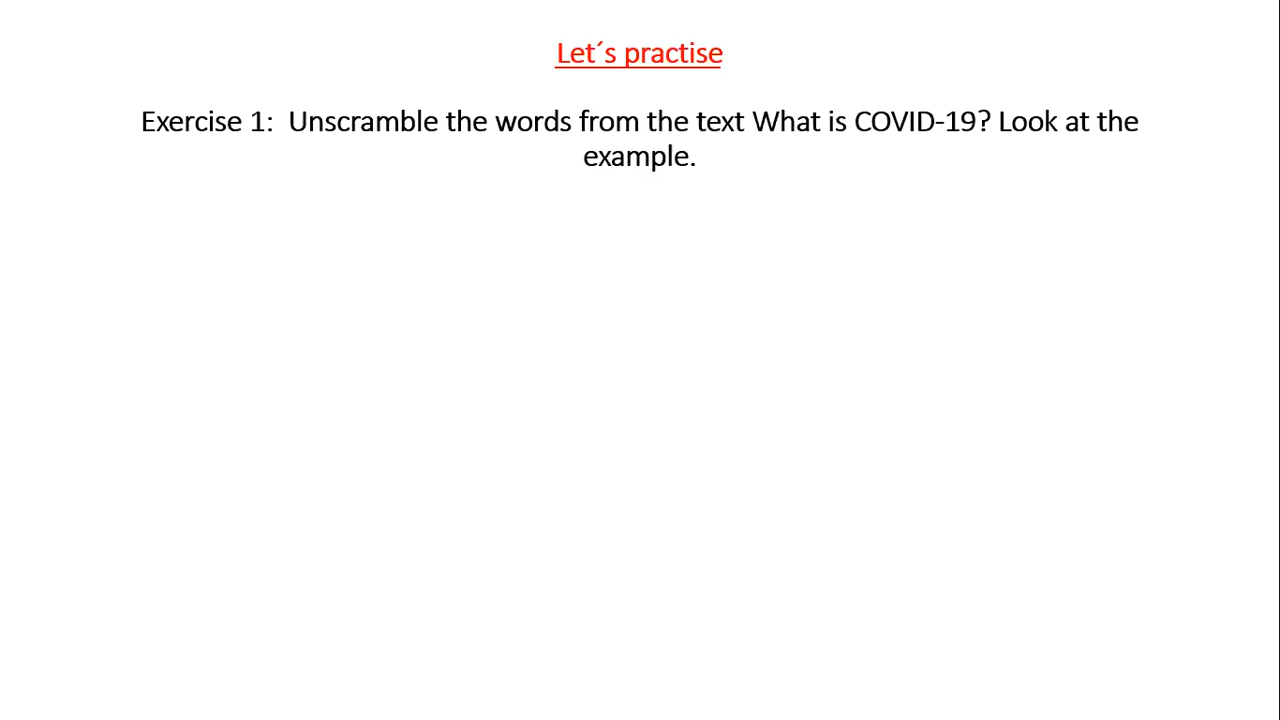 Let´s practise
Exercise 1:  Unscramble the words from the text What is COVID-19? Look at the
example.